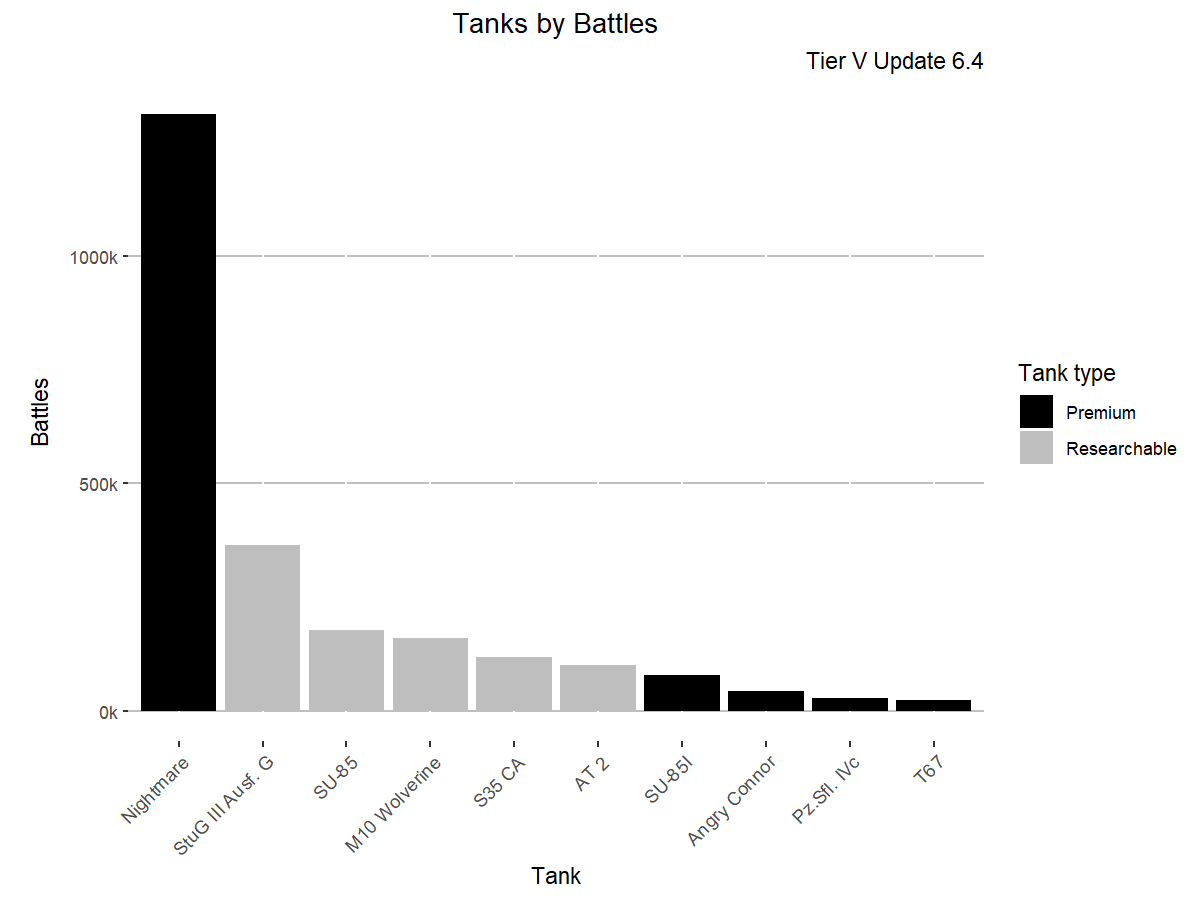 Tanks by Battles
Tier V Update 6.4
Battles
1000k
500k
0k
Nightmare
StuG III Ausf. G
SU-85
M10 Wolverine
S35 CA
AT 2
SU-85I
Angry Connor
Pz.Sfl. IVc
T67
Tank
Tank type
Premium
Researchable